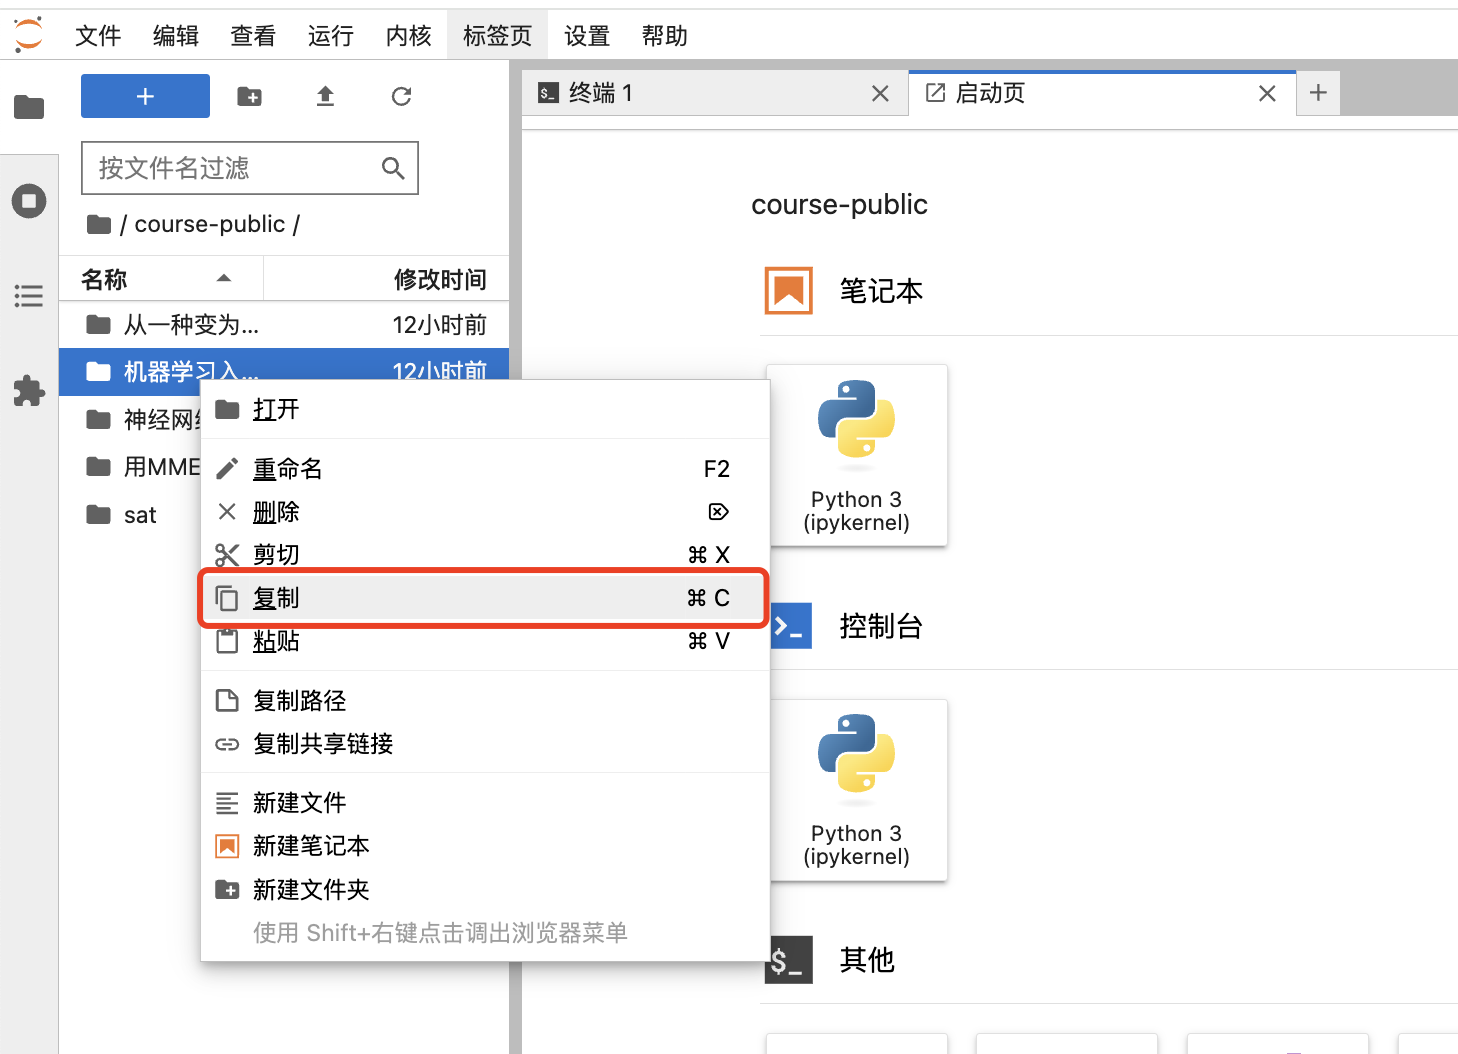 文件 编辑 查看 运行 内核 标签页 设置 帮助
终端 1
启动页
按文件名过滤
/ course-public /
名称 修改时间
从一种变为... 12小时前
机器学习入... 12小时前
神经网
用MME
sat
打开
重命名 F2
删除
剪切 ⌘ X
复制 ⌘ C
粘贴 ⌘ V
复制路径
复制共享链接
新建文件
新建笔记本
新建文件夹
使用 Shift+右键点击调出浏览器菜单
course-public
笔记本
Python 3
(ipykernel)
控制台
Python 3
(ipykernel)
$_ 其他